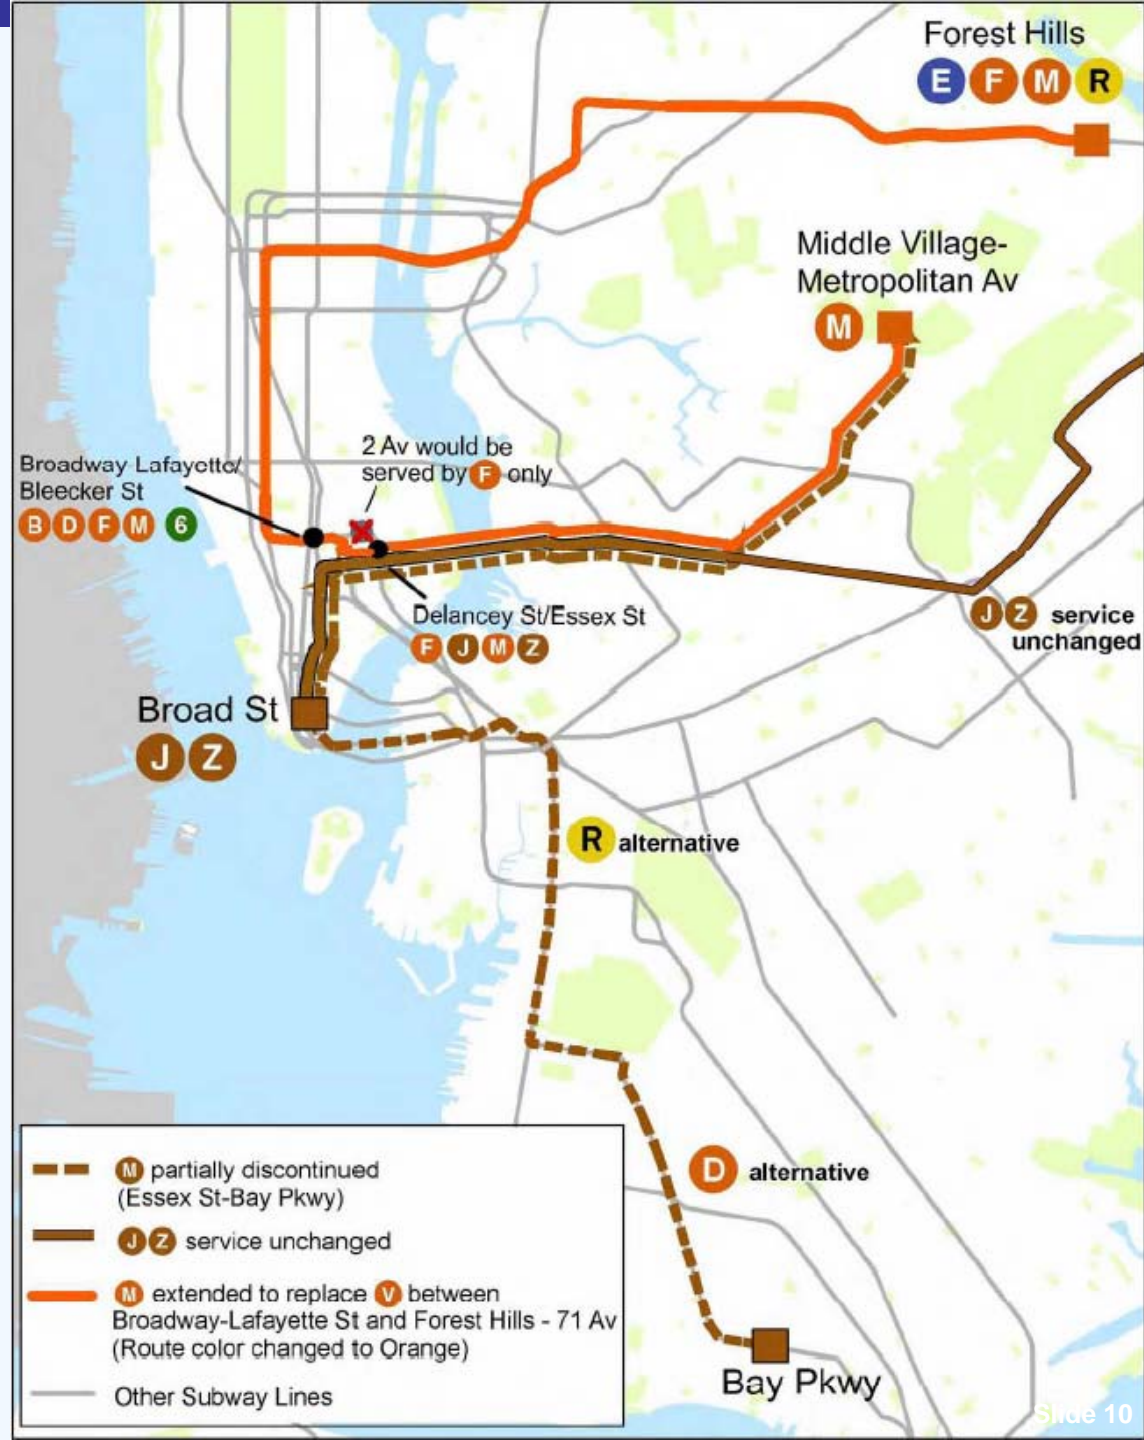 Forest Hills
E F M R
Middle Village-
Metropolitan Av
M
2 Av would be
served by F only
Broadway-Lafayette/
Bleecker St
B D F M 6
Delancey St/Essex St
F J M Z
J Z service
unchanged
Broad St
J Z
R alternative
D alternative
Bay Pkwy
M partially discontinued
(Essex St-Bay Pkwy)
J Z service unchanged
M extended to replace V between
Broadway-Lafayette St and Forest Hills - 71 Av
(Route color changed to Orange)
Other Subway Lines
Slide 10